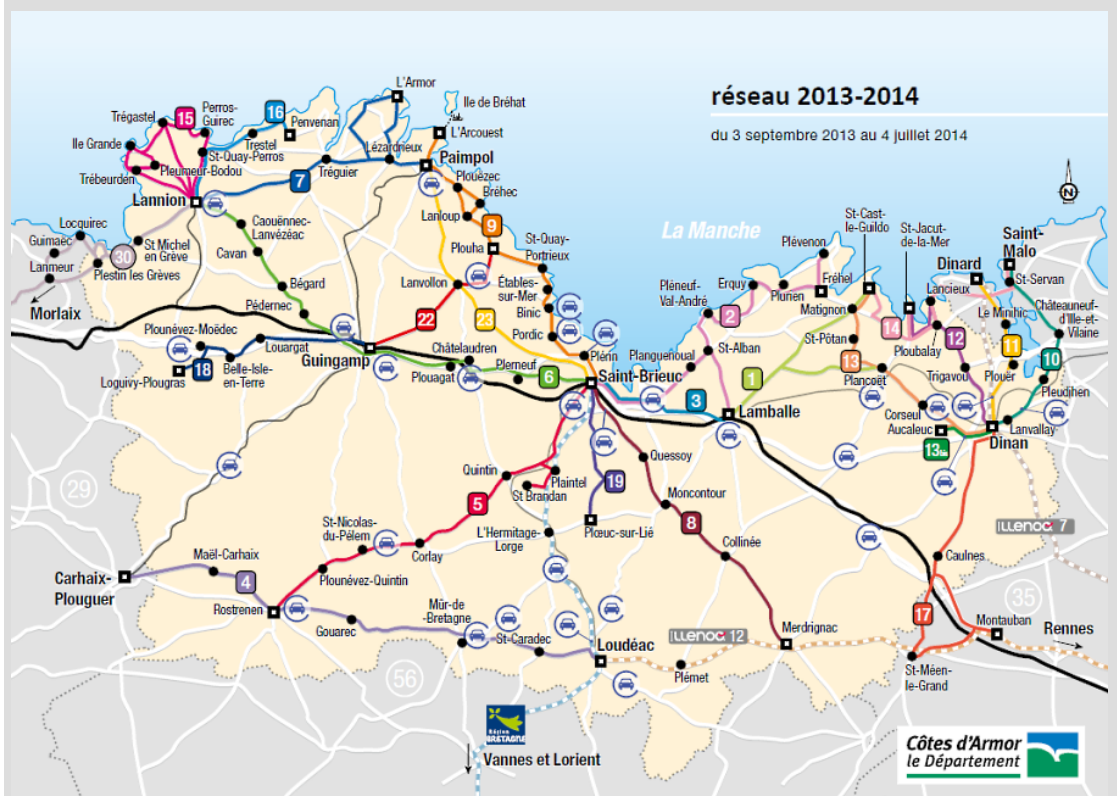 réseau 2013-2014
du 3 septembre 2013 au 4 juillet 2014
L'Armor
Ile de Bréhat
L'Arcouest
Trégastel
15
Perros-
Guirec
16
Penvenan
Trestel
Ile Grande
St-Quay-Perros
Pleumeur-Bodou
Trébeurden
Lézardrieux
Tréguier
7
Paimpol
Plouézec
Bréhec
Lanloup
9
Lannion
Plouha
St-Quay-
Portrieux
La Manche
N
St-Cast-
le-Guildo
St-Jacut-
de-la-Mer
Saint-
Malo
Dinard
St-Servan
Plévenon
Locquirec
Guimaëc
30
St Michel
en Grève
Lanmeur
Plestin les Grèves
Morlaix
Caouënnec-
Lanvézéac
Cavan
Bégard
Pédernec
Lanvollon
Étables-
sur-Mer
Binic
Pordic
Plérin
22
23
Pléneuf-
Val-André
Erquy
Plurien
Fréhel
2
Matignon
14
Lancieux
Le Minihic
Châteauneuf-
d'Ille-et-
Vilaine
Plounévez-Moëdec
Louargat
Belle-Isle-
en-Terre
Loguivy-Plougras
18
Guingamp
Châtelaudren
Plouagat
Plerneuf
6
Saint-Brieuc
Planguenoual
St-Alban
St-Pôtan
13
Ploubalay
12
11
10
1
3
Plancoët
Trigavou
Plouër
Pleudihen
Lamballe
Corseul
Aucaleuc
13
Lanvallay
Dinan
29
Quintin
Plaintel
St Brandan
19
Quessoy
Moncontour
5
8
St-Nicolas-
du-Pélem
Corlay
L'Hermitage-
Lorge
Plœuc-sur-Lié
Collinée
illenoo 7
Caulnes
Maël-Carhaix
Carhaix-
Plouguer
4
Plounévez-Quintin
Rostrenen
Gouarec
Mûr-de-
Bretagne
St-Caradec
Loudéac
illenoo 12
Merdrignac
Plémet
17
35
Montauban
Rennes
St-Méen-
le-Grand
56
Région
BRETAGNE
Vannes et Lorient
Côtes d'Armor
le Département